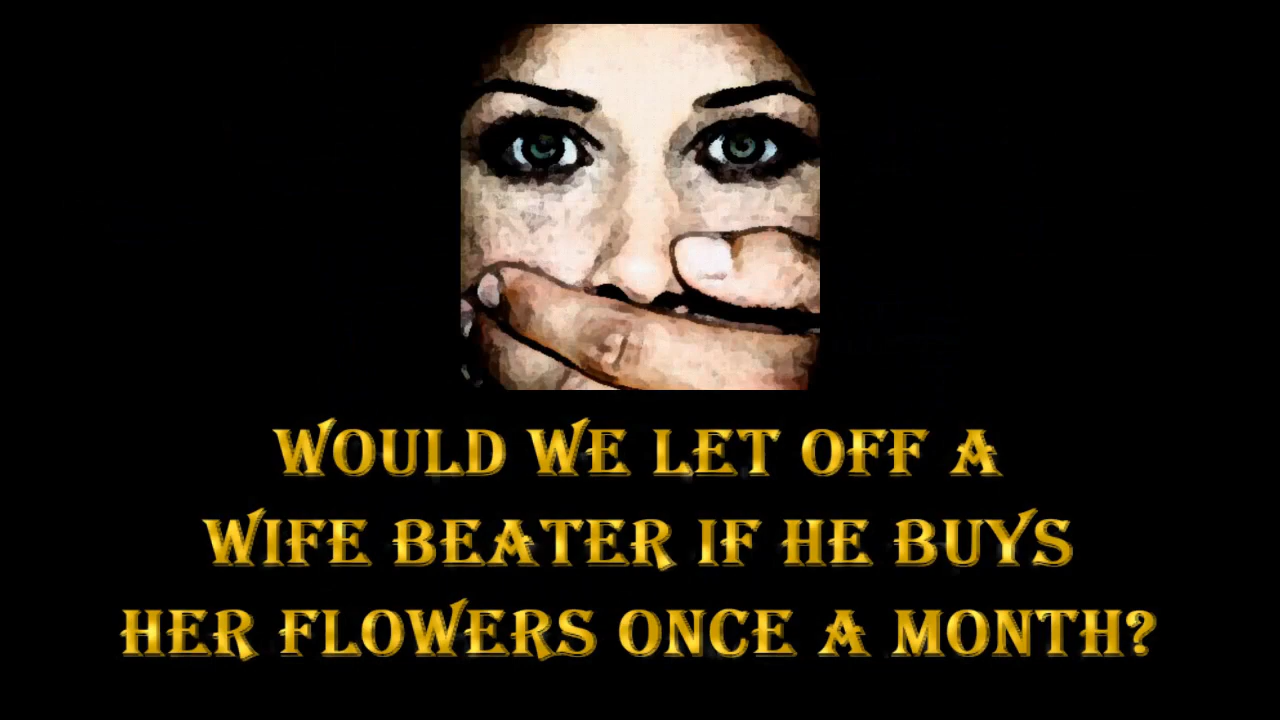 WOULD WE LET OFF A
WIFE BEATER IF HE BUYS
HER FLOWERS ONCE A MONTH?